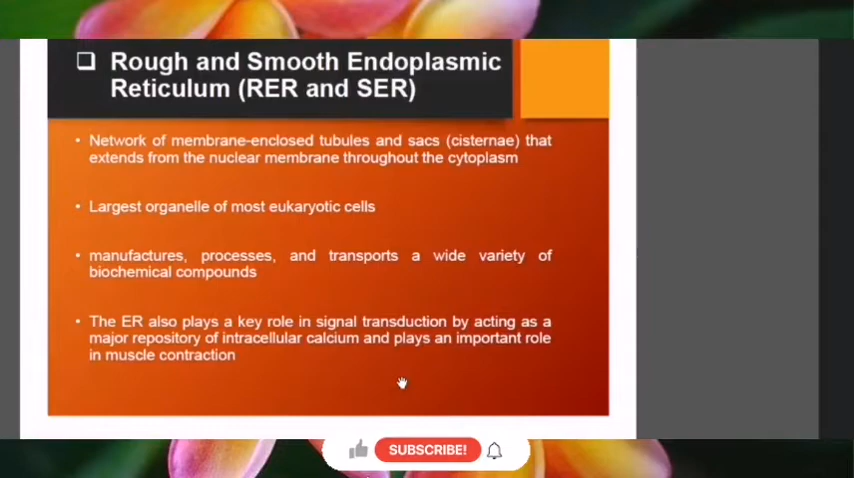 ❑ Rough and Smooth Endoplasmic
Reticulum (RER and SER)
• Network of membrane-enclosed tubules and sacs (cisternae) that
extends from the nuclear membrane throughout the cytoplasm
• Largest organelle of most eukaryotic cells
• manufactures, processes, and transports a wide variety of
biochemical compounds
• The ER also plays a key role in signal transduction by acting as a
major repository of intracellular calcium and plays an important role
in muscle contraction
SUBSCRIBE!